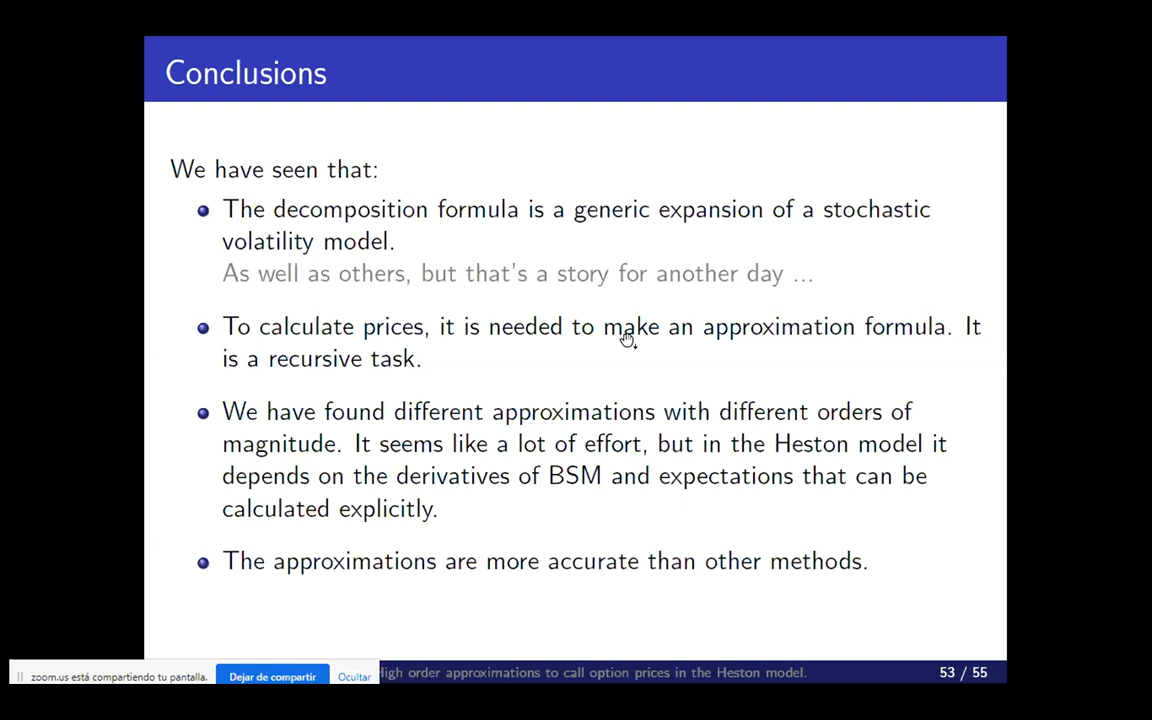 Conclusions
We have seen that:
The decomposition formula is a generic expansion of a stochastic
volatility model.
As well as others, but that's a story for another day ...
To calculate prices, it is needed to make an approximation formula. It
is a recursive task.
We have found different approximations with different orders of
magnitude. It seems like a lot of effort, but in the Heston model it
depends on the derivatives of BSM and expectations that can be
calculated explicitly.
The approximations are more accurate than other methods.
zoom.us está compartiendo tu pantalla. Dejar de compartir Ocultar
High order approximations to call option prices in the Heston model. 53 / 55